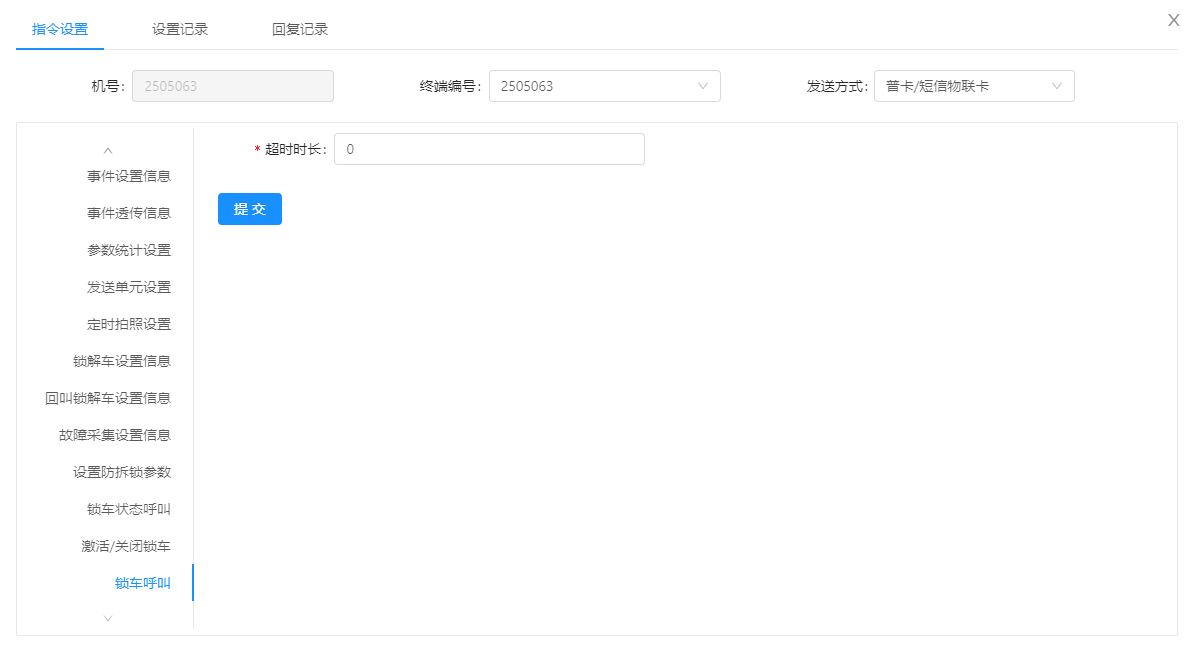 指令设置 设置记录 回复记录 X
机号: 2505063 终端编号: 2505063 发送方式: 普卡/短信物联卡
* 超时时长: 0
提 交
事件设置信息
事件透传信息
参数统计设置
发送单元设置
定时拍照设置
锁解车设置信息
回叫锁解车设置信息
故障采集设置信息
设置防拆锁参数
锁车状态呼叫
激活/关闭锁车
锁车呼叫